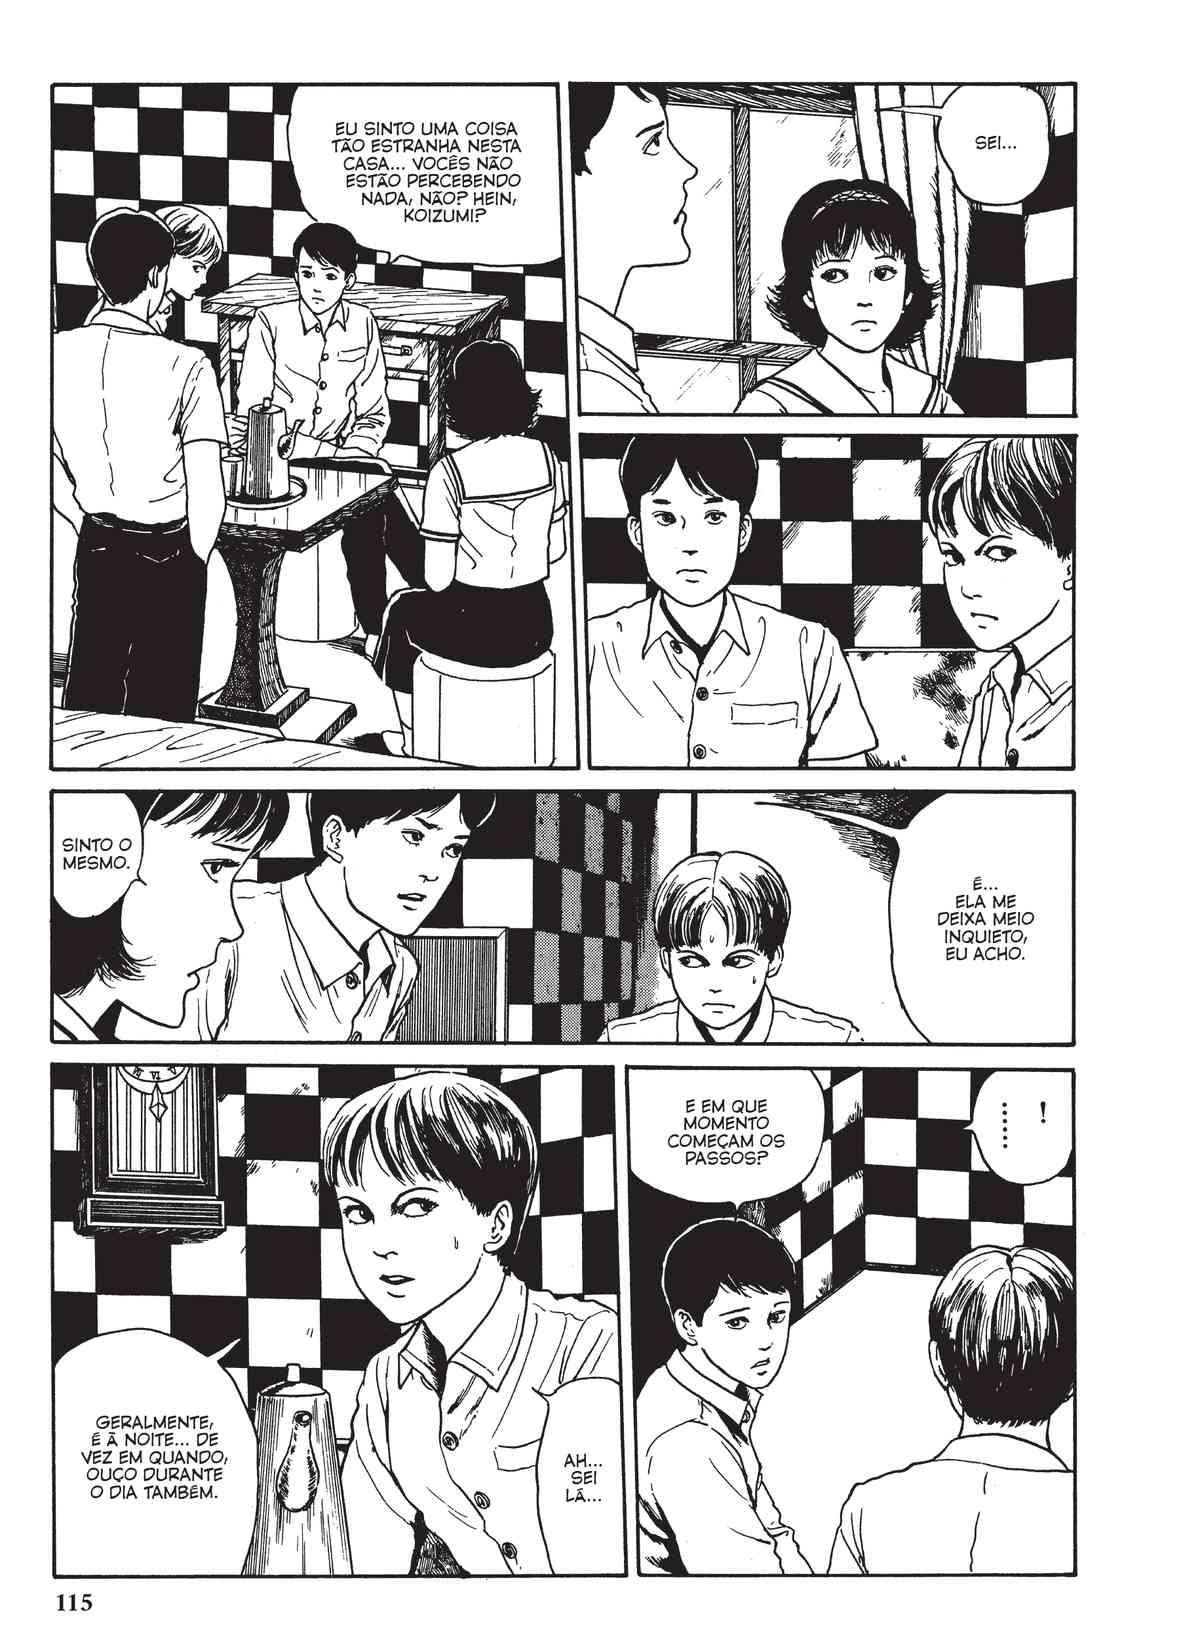 SEI...
EU SINTO UMA COISA
TÃO ESTRANHA NESTA
CASA... VOCÊS NÃO
ESTÃO PERCEBENDO
NADA, NÃO? HEIN,
KOIZUMI?
É...
ELA ME
DEIXA MEIO
INQUIETO,
EU ACHO.
SINTO O
MESMO.
...... !
E EM QUE
MOMENTO
COMEÇAM OS
PASSOS?
AH...
SEI
LÁ...
GERALMENTE,
É À NOITE... DE
VEZ EM QUANDO,
OUÇO DURANTE
O DIA TAMBÉM.
115